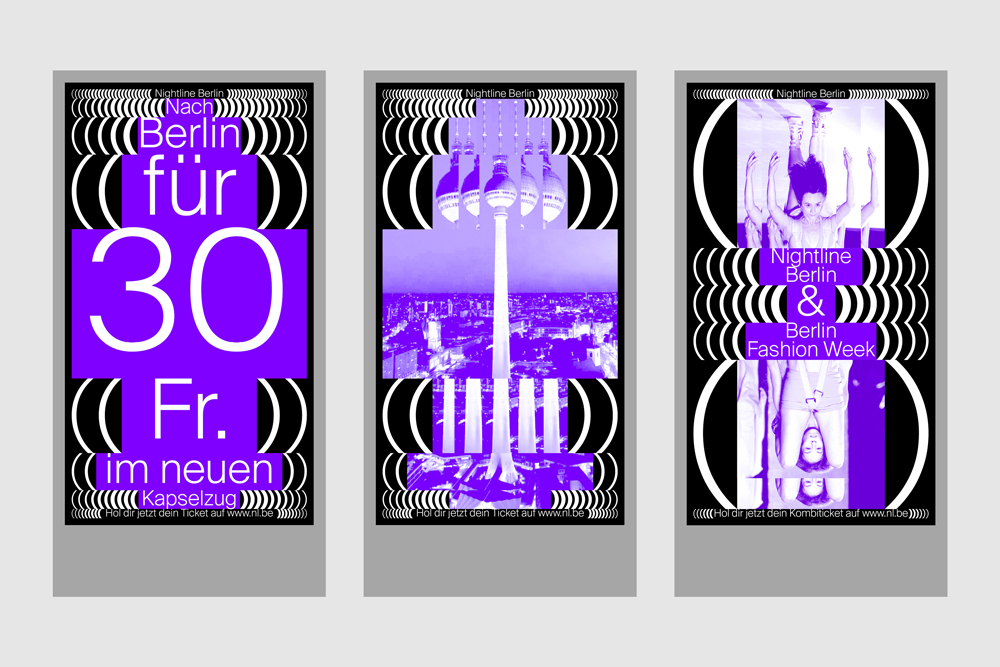 Nightline Berlin
Nach
Berlin
für
30
Fr.
im neuen
Kapselzug
Hol dir jetzt dein Ticket auf www.nl.be
Nightline Berlin
Hol dir jetzt dein Ticket auf www.nl.be
Nightline Berlin
Nightline
Berlin
&
Berlin
Fashion Week
Hol dir jetzt dein Kombiticket auf www.nl.be